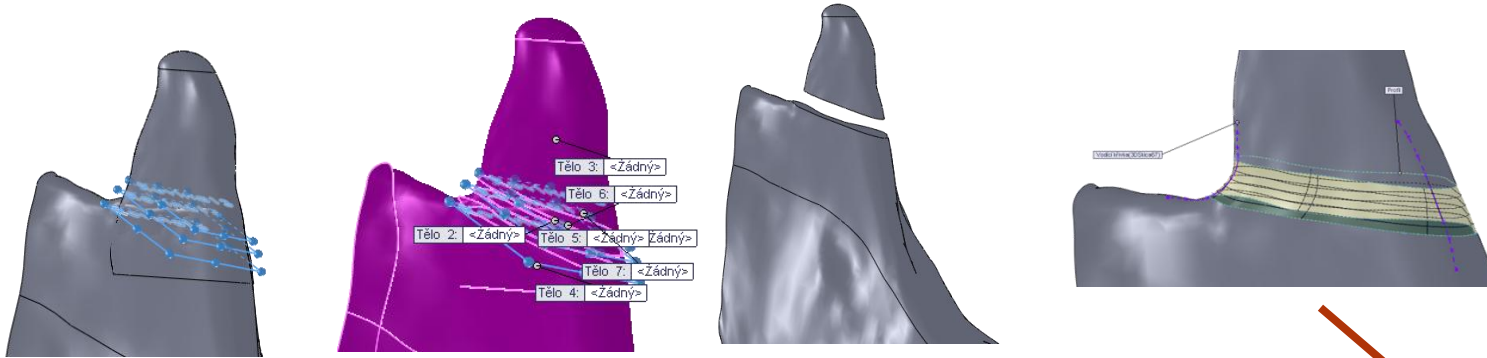 Tělo 3: <Žádný>
Tělo 6: <Žádný>
Tělo 2: <Žádný>
Tělo 5: <Žádný> Žádný>
Tělo 7: <Žádný>
Tělo 4: <Žádný>
Profil